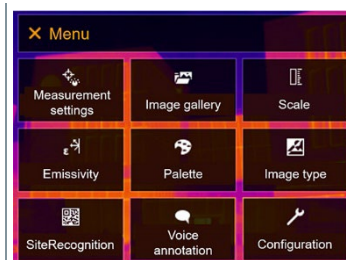 Menu
Measurement
settings
Image gallery
Scale
Emissivity
Palette
Image type
SiteRecognition
Voice
annotation
Configuration